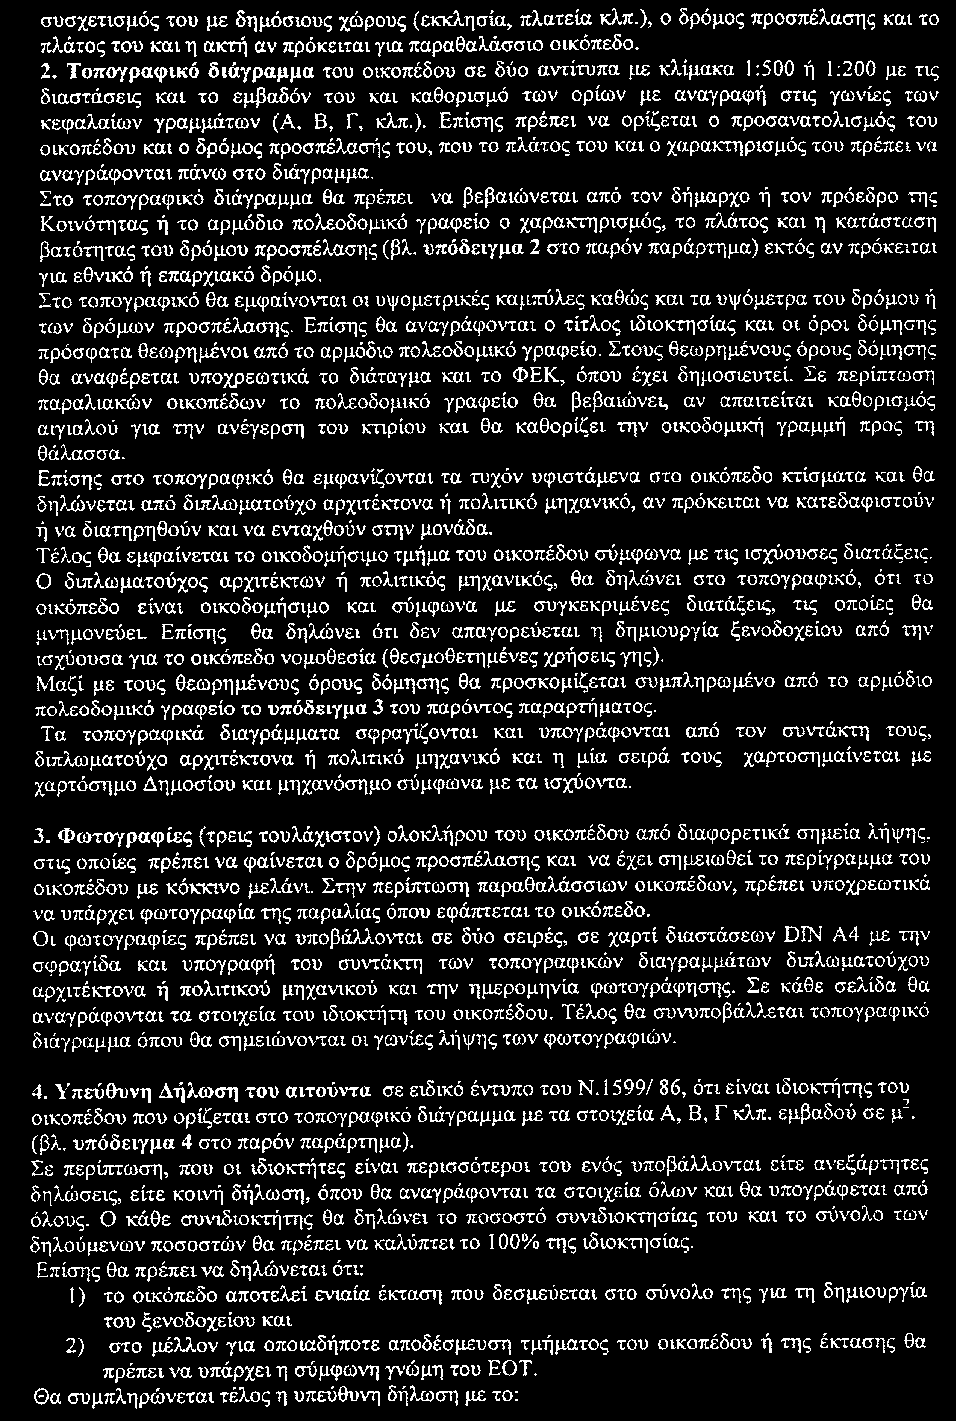 συσχετισμός του με δημόσιους χώρους (εκκλησία, πλατεία κλπ.), ο δρόμος προσπέλασης και το
πλάτος του και η ακτή αν πρόκειται για παραθαλάσσιο οικόπεδο.
2. Τοπογραφικό διάγραμμα του οικοπέδου σε δύο αντίτυπα με κλίμακα 1:500 ή 1:200 με τις
διαστάσεις και το εμβαδόν του και καθορισμό των ορίων με αναγραφή στις γωνίες των
κεφαλαίων γραμμάτων (Α, Β, Γ, κλπ.). Επίσης πρέπει να ορίζεται ο προσανατολισμός του
οικοπέδου και ο δρόμος προσπέλασής του, που το πλάτος του και ο χαρακτηρισμός του πρέπει να
αναγράφονται πάνω στο διάγραμμα.
Στο τοπογραφικό διάγραμμα θα πρέπει να βεβαιώνεται από τον δήμαρχο ή τον πρόεδρο της
Κοινότητας ή το αρμόδιο πολεοδομικό γραφείο ο χαρακτηρισμός, το πλάτος και η κατάσταση
βατότητας του δρόμου προσπέλασης (βλ. υπόδειγμα 2 στο παρόν παράρτημα) εκτός αν πρόκειται
για εθνικό ή επαρχιακό δρόμο.
Στο τοπογραφικό θα εμφαίνονται οι υψομετρικές καμπύλες καθώς και τα υψόμετρα του δρόμου ή
των δρόμων προσπέλασης. Επίσης θα αναγράφονται ο τίτλος ιδιοκτησίας και οι όροι δόμησης
πρόσφατα θεωρημένοι από το αρμόδιο πολεοδομικό γραφείο. Στους θεωρημένους όρους δόμησης
θα αναφέρεται υποχρεωτικά το διάταγμα και το ΦΕΚ, όπου έχει δημοσιευτεί. Σε περίπτωση
παραλιακών οικοπέδων το πολεοδομικό γραφείο θα βεβαιώνει, αν απαιτείται καθορισμός
αιγιαλού για την ανέγερση του κτιρίου και θα καθορίζει την οικοδομική γραμμή προς τη
θάλασσα.
Επίσης στο τοπογραφικό θα εμφανίζονται τα τυχόν υφιστάμενα στο οικόπεδο κτίσματα και θα
δηλώνεται από διπλωματούχο αρχιτέκτονα ή πολιτικό μηχανικό, αν πρόκειται να κατεδαφιστούν
ή να διατηρηθούν και να ενταχθούν στην μονάδα.
Τέλος θα εμφαίνεται το οικοδομήσιμο τμήμα του οικοπέδου σύμφωνα με τις ισχύουσες διατάξεις.
Ο διπλωματούχος αρχιτέκτων ή πολιτικός μηχανικός, θα δηλώνει στο τοπογραφικό, ότι το
οικόπεδο είναι οικοδομήσιμο και σύμφωνα με συγκεκριμένες διατάξεις, τις οποίες θα
μνημονεύει. Επίσης θα δηλώνει ότι δεν απαγορεύεται η δημιουργία ξενοδοχείου από την
ισχύουσα για το οικόπεδο νομοθεσία (θεσμοθετημένες χρήσεις γης).
Μαζί με τους θεωρημένους όρους δόμησης θα προσκομίζεται συμπληρωμένο από το αρμόδιο
πολεοδομικό γραφείο το υπόδειγμα 3 του παρόντος παραρτήματος.
Τα τοπογραφικά διαγράμματα σφραγίζονται και υπογράφονται από τον συντάκτη τους,
διπλωματούχο αρχιτέκτονα ή πολιτικό μηχανικό και η μία σειρά τους χαρτοσημαίνεται με
χαρτόσημο Δημοσίου και μηχανόσημο σύμφωνα με τα ισχύοντα.
3. Φωτογραφίες (τρεις τουλάχιστον) ολοκλήρου του οικοπέδου από διαφορετικά σημεία λήψης,
στις οποίες πρέπει να φαίνεται ο δρόμος προσπέλασης και να έχει σημειωθεί το περίγραμμα του
οικοπέδου με κόκκινο μελάνι. Στην περίπτωση παραθαλάσσιων οικοπέδων, πρέπει υποχρεωτικά
να υπάρχει φωτογραφία της παραλίας όπου εφάπτεται το οικόπεδο.
Οι φωτογραφίες πρέπει να υποβάλλονται σε δύο σειρές, σε χαρτί διαστάσεων DIN A4 με την
σφραγίδα και υπογραφή του συντάκτη των τοπογραφικών διαγραμμάτων διπλωματούχου
αρχιτέκτονα ή πολιτικού μηχανικού και την ημερομηνία φωτογράφησης. Σε κάθε σελίδα θα
αναγράφονται τα στοιχεία του ιδιοκτήτη του οικοπέδου. Τέλος θα συνυποβάλλεται τοπογραφικό
διάγραμμα όπου θα σημειώνονται οι γωνίες λήψης των φωτογραφιών.
4. Υπεύθυνη Δήλωση του αιτούντα σε ειδικό έντυπο του Ν.1599/ 86, ότι είναι ιδιοκτήτης του
οικοπέδου που ορίζεται στο τοπογραφικό διάγραμμα με τα στοιχεία Α, Β, Γ κλπ. εμβαδού σε μ².
(βλ. υπόδειγμα 4 στο παρόν παράρτημα).
Σε περίπτωση, που οι ιδιοκτήτες είναι περισσότεροι του ενός υποβάλλονται είτε ανεξάρτητες
δηλώσεις, είτε κοινή δήλωση, όπου θα αναγράφονται τα στοιχεία όλων και θα υπογράφεται από
όλους. Ο κάθε συνιδιοκτήτης θα δηλώνει το ποσοστό συνιδιοκτησίας του και το σύνολο των
δηλούμενων ποσοστών θα πρέπει να καλύπτει το 100% της ιδιοκτησίας.
Επίσης θα πρέπει να δηλώνεται ότι:
1) το οικόπεδο αποτελεί ενιαία έκταση που δεσμεύεται στο σύνολο της για τη δημιουργία
του ξενοδοχείου και
2) στο μέλλον για οποιαδήποτε αποδέσμευση τμήματος του οικοπέδου ή της έκτασης θα
πρέπει να υπάρχει η σύμφωνη γνώμη του ΕΟΤ.
Θα συμπληρώνεται τέλος η υπεύθυνη δήλωση με το: